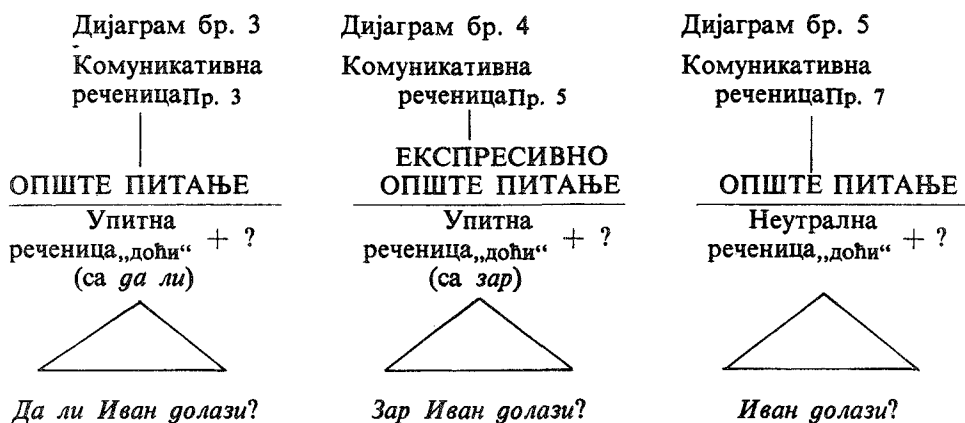 Дијаграм бр. 3
Комуникативна
реченицаПр. 3
ОПШТЕ ПИТАЊЕ
Упитна
реченица„доћи“ + ?
(са да ли)
Да ли Иван долази?
Дијаграм бр. 4
Комуникативна
реченицаПр. 5
ЕКСПРЕСИВНО
ОПШТЕ ПИТАЊЕ
Упитна
реченица„доћи“ + ?
(са зар)
Зар Иван долази?
Дијаграм бр. 5
Комуникативна
реченицаПр. 7
ОПШТЕ ПИТАЊЕ
Неутрална
реченица„доћи“ + ?
Иван долази?